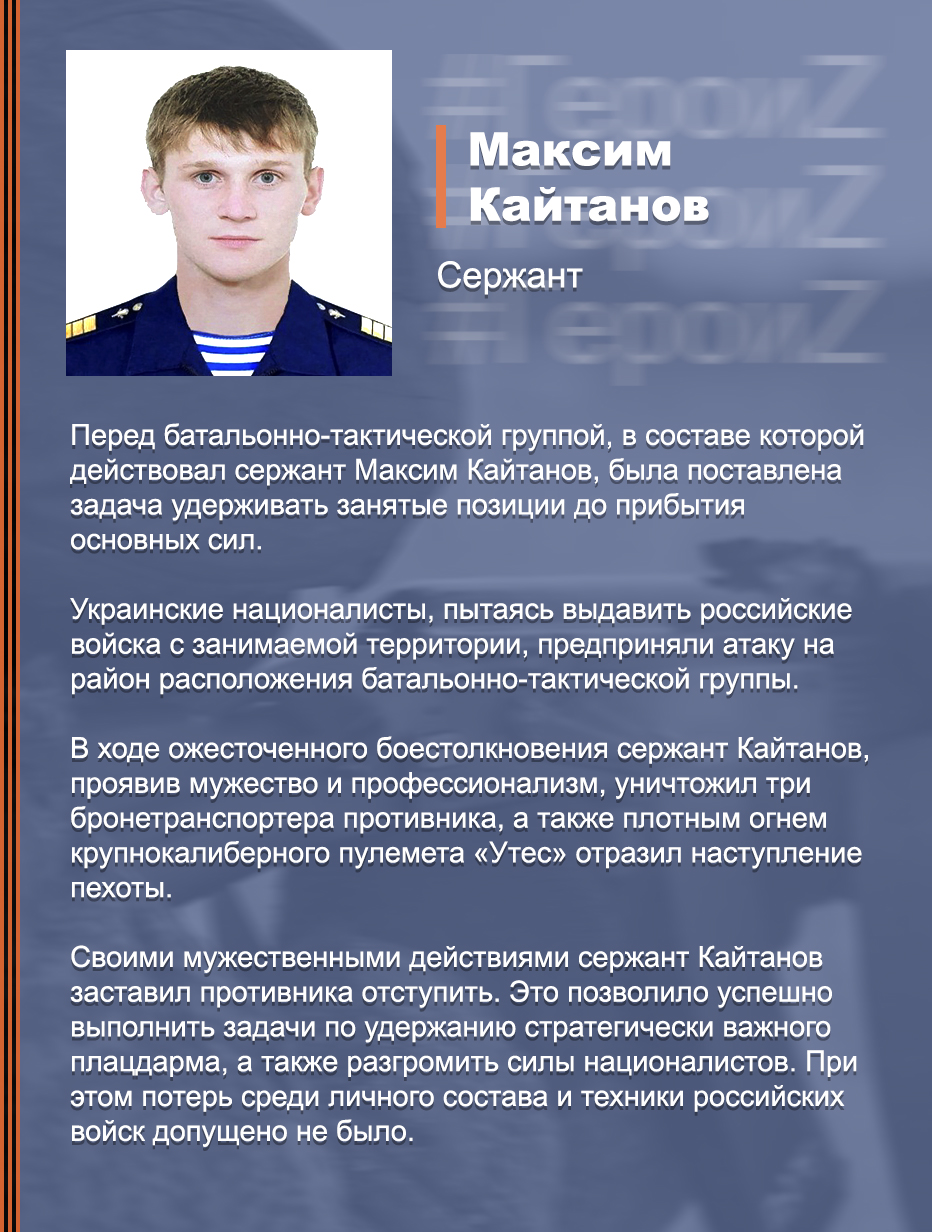 #ГероиZ
Максим
#ГероиZ
Кайтанов
Сержант
#ГероиZ
Перед батальонно-тактической группой, в составе которой
действовал сержант Максим Кайтанов, была поставлена
задача удерживать занятые позиции до прибытия
основных сил.
Украинские националисты, пытаясь выдавить российские
войска с занимаемой территории, предприняли атаку на
район расположения батальонно-тактической группы.
В ходе ожесточенного боестолкновения сержант Кайтанов,
проявив мужество и профессионализм, уничтожил три
бронетранспортера противника, а также плотным огнем
крупнокалиберного пулемета «Утес» отразил наступление
пехоты.
Своими мужественными действиями сержант Кайтанов
заставил противника отступить. Это позволило успешно
выполнить задачи по удержанию стратегически важного
плацдарма, а также разгромить силы националистов. При
этом потерь среди личного состава и техники российских
войск допущено не было.